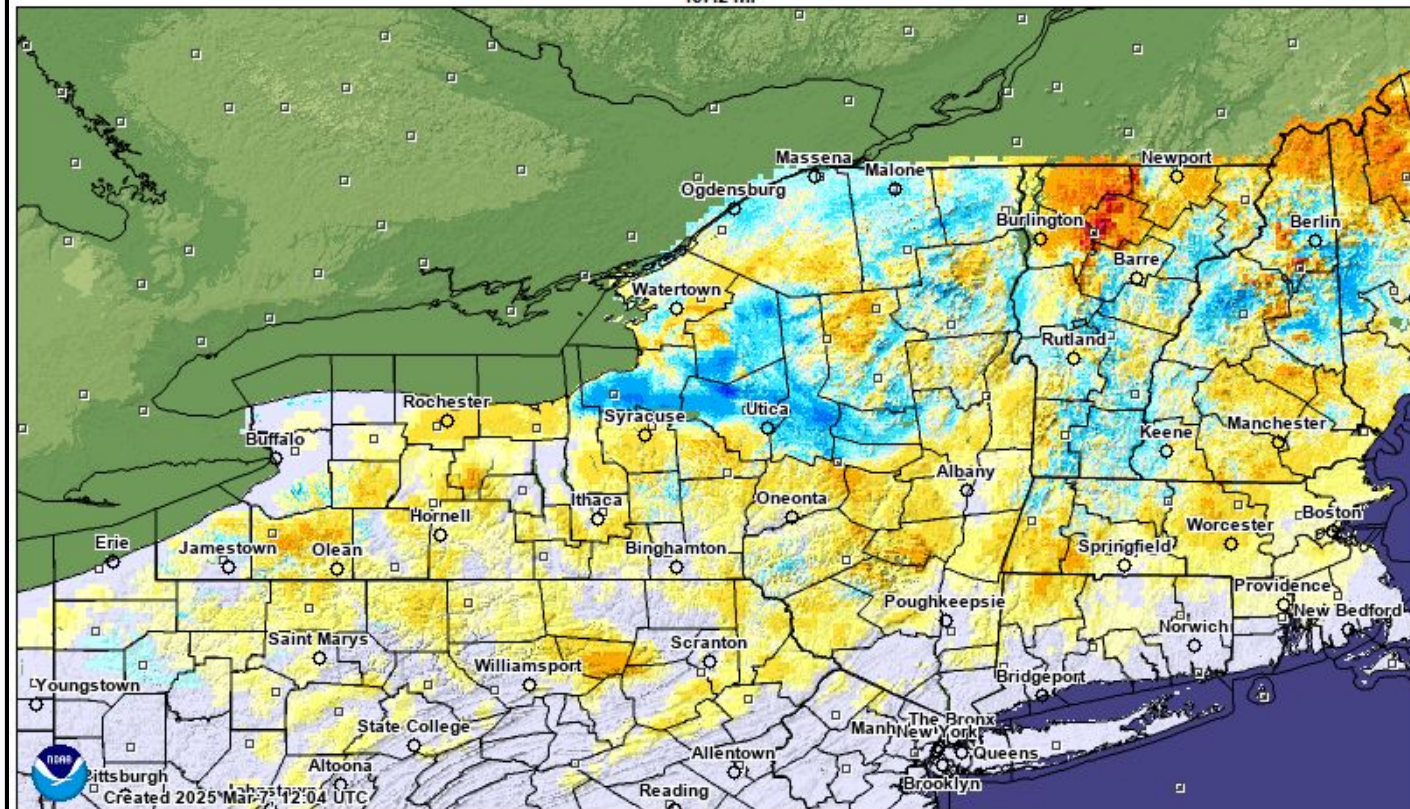 Massena
Malone
Newport
Ogdensburg
Burlington
Berlin
Barre
Watertown
Rutland
Rochester
Syracuse
Utica
Keene
Manchester
Buffalo
Albany
Ithaca
Oneonta
Hornell
Worcester
Boston
Erie
Jamestown
Olean
Binghamton
Springfield
Providence
Poughkeepsie
New Bedford
Saint Marys
Scranton
Norwich
Williamsport
Youngstown
Bridgeport
State College
The Bronx
Manh
New York
Queens
Allentown
Altoona
Brooklyn
NOAA
ittsburgh
Reading
Created 2025 Mar 7, 12:04 UTC